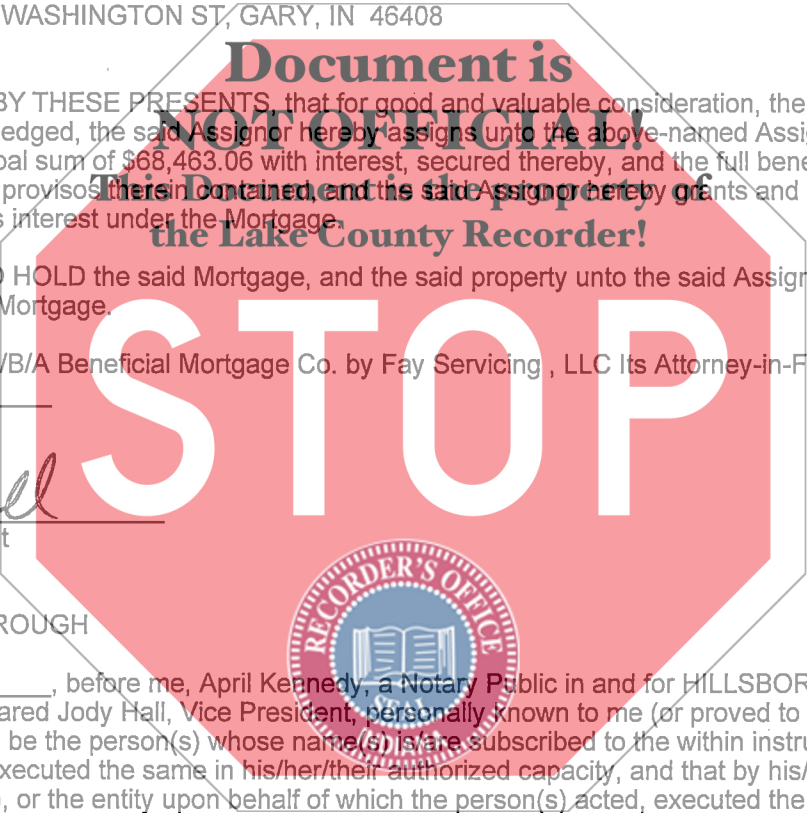 WASHINGTON ST, GARY, IN 46408
Document is
BY THESE PRESENTS, that for good and valuable consideration, the
NOT OFFICIAL!
edged, the said Assignor hereby assigns unto the above-named Assig
pal sum of $68,463.06 with interest, secured thereby, and the full bene
This Document is the property of
provisos therein contained, and the said Assignor hereby grants and
s interest under the Mortgage.
the Lake County Recorder!
O HOLD the said Mortgage, and the said property unto the said Assign
Mortgage.
STOP
/B/A Beneficial Mortgage Co. by Fay Servicing , LLC Its Attorney-in-F
ell
t
RECORDER'S OFFICE
ROUGH
, before me, April Kennedy, a Notary Public in and for HILLSBOR
SEAL
ared Jody Hall, Vice President, personally known to me (or proved to
be the person(s) whose name(s) is/are subscribed to the within instru
xecuted the same in his/her/their authorized capacity, and that by his/
, or the entity upon behalf of which the person(s) acted, executed the